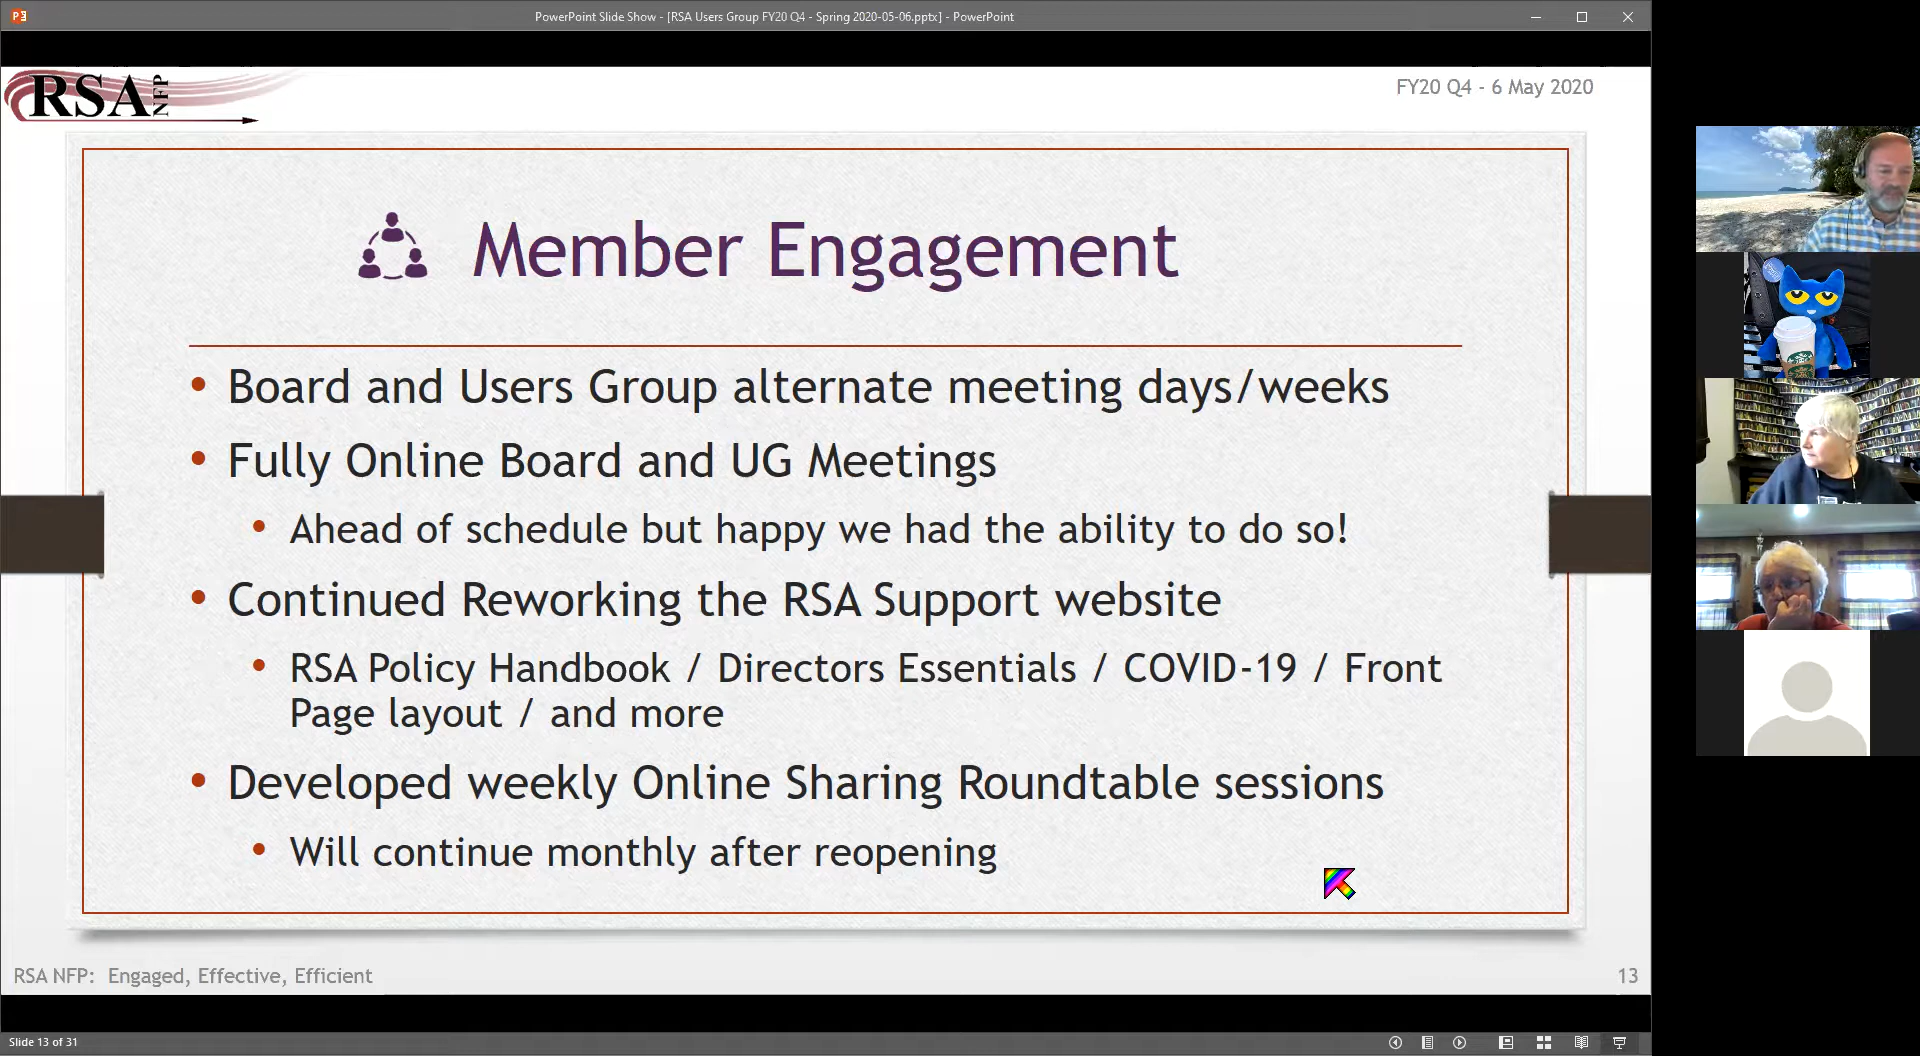 PowerPoint Slide Show - [RSA Users Group FY20 Q4 - Spring 2020-05-06.pptx] - PowerPoint
RSA NFP
FY20 Q4 - 6 May 2020
Member Engagement
• Board and Users Group alternate meeting days/weeks
• Fully Online Board and UG Meetings
• Ahead of schedule but happy we had the ability to do so!
• Continued Reworking the RSA Support website
• RSA Policy Handbook / Directors Essentials / COVID-19 / Front
Page layout / and more
• Developed weekly Online Sharing Roundtable sessions
• Will continue monthly after reopening
RSA NFP: Engaged, Effective, Efficient
13
Slide 13 of 31